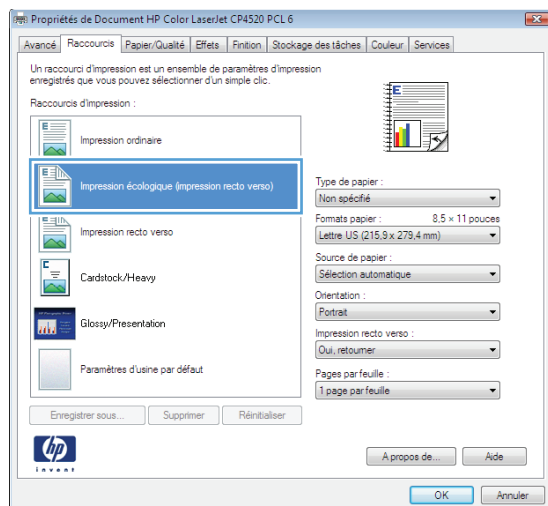 Propriétés de Document HP Color LaserJet CP4520 PCL 6
Avancé Raccourcis Papier/Qualité Effets Finition Stockage des tâches Couleur Services
Un raccourci d'impression est un ensemble de paramètres d'impression
enregistrés que vous pouvez sélectionner d'un simple clic.
Raccourcis d'impression :
Impression ordinaire
Impression écologique (impression recto verso)
Impression recto verso
Cardstock/Heavy
Glossy/Presentation
Paramètres d'usine par défaut
Enregistrer sous... Supprimer Réinitialiser
Type de papier :
Non spécifié
Formats papier : 8,5 × 11 pouces
Lettre US (215,9 x 279,4 mm)
Source de papier :
Sélection automatique
Orientation :
Portrait
Impression recto verso :
Oui, retourner
Pages par feuille :
1 page par feuille
hp
invent
A propos de... Aide
OK Annuler